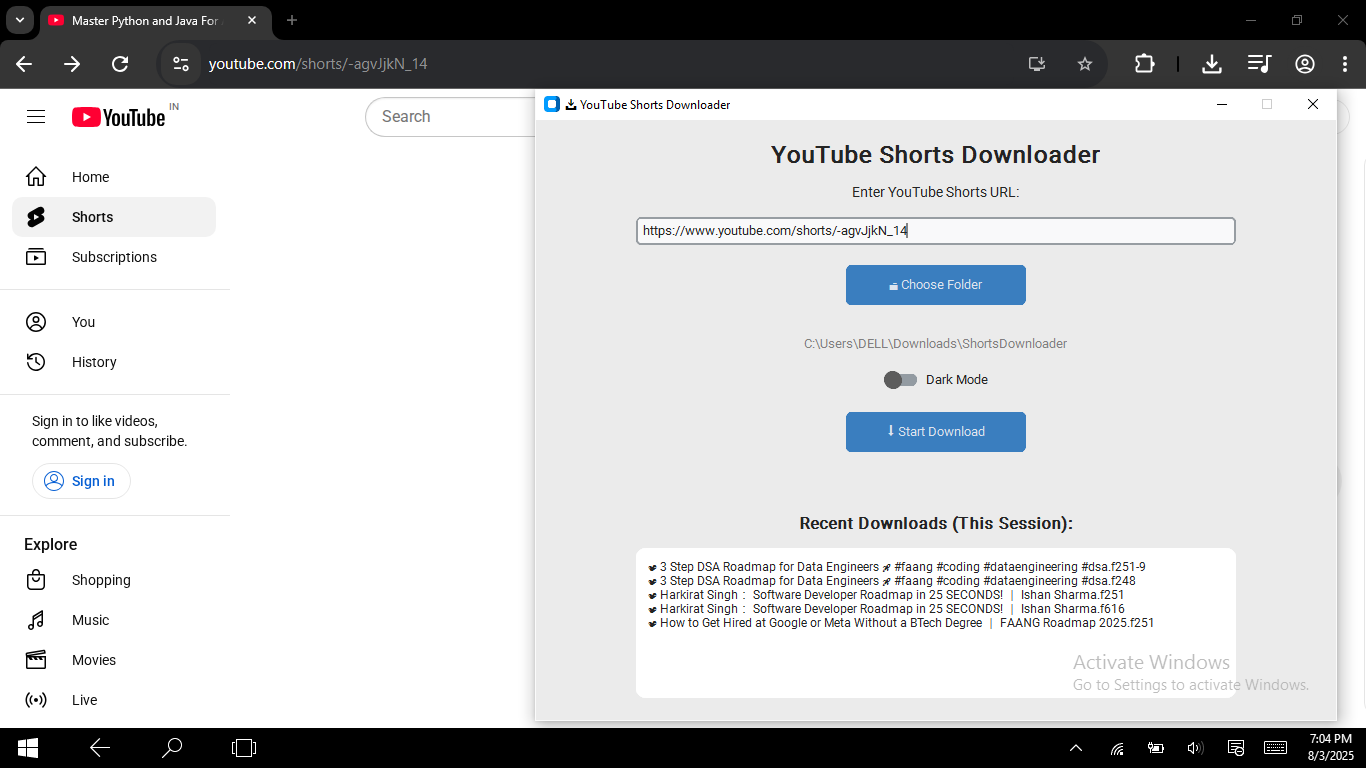 Master Python and Java For
youtube.com/shorts/-agvJjkN_14
YouTube IN
Search
Home
Shorts
Subscriptions
You
History
Sign in to like videos,
comment, and subscribe.
Sign in
Explore
Shopping
Music
Movies
Live
YouTube Shorts Downloader
YouTube Shorts Downloader
Enter YouTube Shorts URL:
https://www.youtube.com/shorts/-agvJjkN_14
Choose Folder
C:\Users\DELL\Downloads\ShortsDownloader
Dark Mode
Start Download
Recent Downloads (This Session):
3 Step DSA Roadmap for Data Engineers 🚀 #faang #coding #dataengineering #dsa.f251-9
3 Step DSA Roadmap for Data Engineers 🚀 #faang #coding #dataengineering #dsa.f248
Harkirat Singh： Software Developer Roadmap in 25 SECONDS! ｜ Ishan Sharma.f251
Harkirat Singh： Software Developer Roadmap in 25 SECONDS! ｜ Ishan Sharma.f616
How to Get Hired at Google or Meta Without a BTech Degree ｜ FAANG Roadmap 2025.f251
Activate Windows
Go to Settings to activate Windows.
7:04 PM
8/3/2025